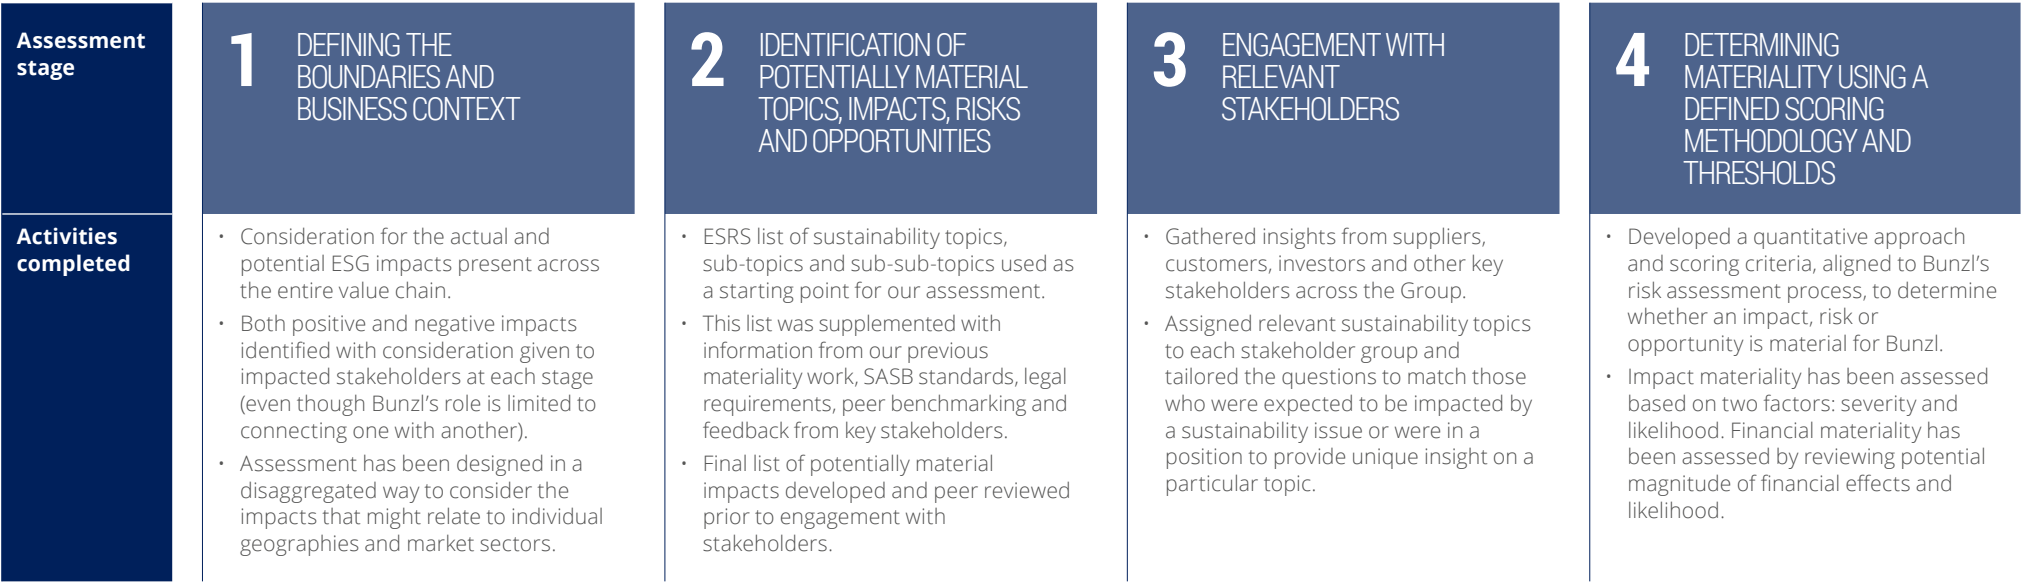 Assessment
stage
1
DEFINING THE
BOUNDARIES AND
BUSINESS CONTEXT
2
IDENTIFICATION OF
POTENTIALLY MATERIAL
TOPICS, IMPACTS, RISKS
AND OPPORTUNITIES
3
ENGAGEMENT WITH
RELEVANT
STAKEHOLDERS
4
DETERMINING
MATERIALITY USING A
DEFINED SCORING
METHODOLOGY AND
THRESHOLDS
Activities
completed
• Consideration for the actual and
potential ESG impacts present across
the entire value chain.
• Both positive and negative impacts
identified with consideration given to
impacted stakeholders at each stage
(even though Bunzl’s role is limited to
connecting one with another).
• Assessment has been designed in a
disaggregated way to consider the
impacts that might relate to individual
geographies and market sectors.
• ESRS list of sustainability topics,
sub-topics and sub-sub-topics used as
a starting point for our assessment.
• This list was supplemented with
information from our previous
materiality work, SASB standards, legal
requirements, peer benchmarking and
feedback from key stakeholders.
• Final list of potentially material
impacts developed and peer reviewed
prior to engagement with
stakeholders.
• Gathered insights from suppliers,
customers, investors and other key
stakeholders across the Group.
• Assigned relevant sustainability topics
to each stakeholder group and
tailored the questions to match those
who were expected to be impacted by
a sustainability issue or were in a
position to provide unique insight on a
particular topic.
• Developed a quantitative approach
and scoring criteria, aligned to Bunzl’s
risk assessment process, to determine
whether an impact, risk or
opportunity is material for Bunzl.
• Impact materiality has been assessed
based on two factors: severity and
likelihood. Financial materiality has
been assessed by reviewing potential
magnitude of financial effects and
likelihood.